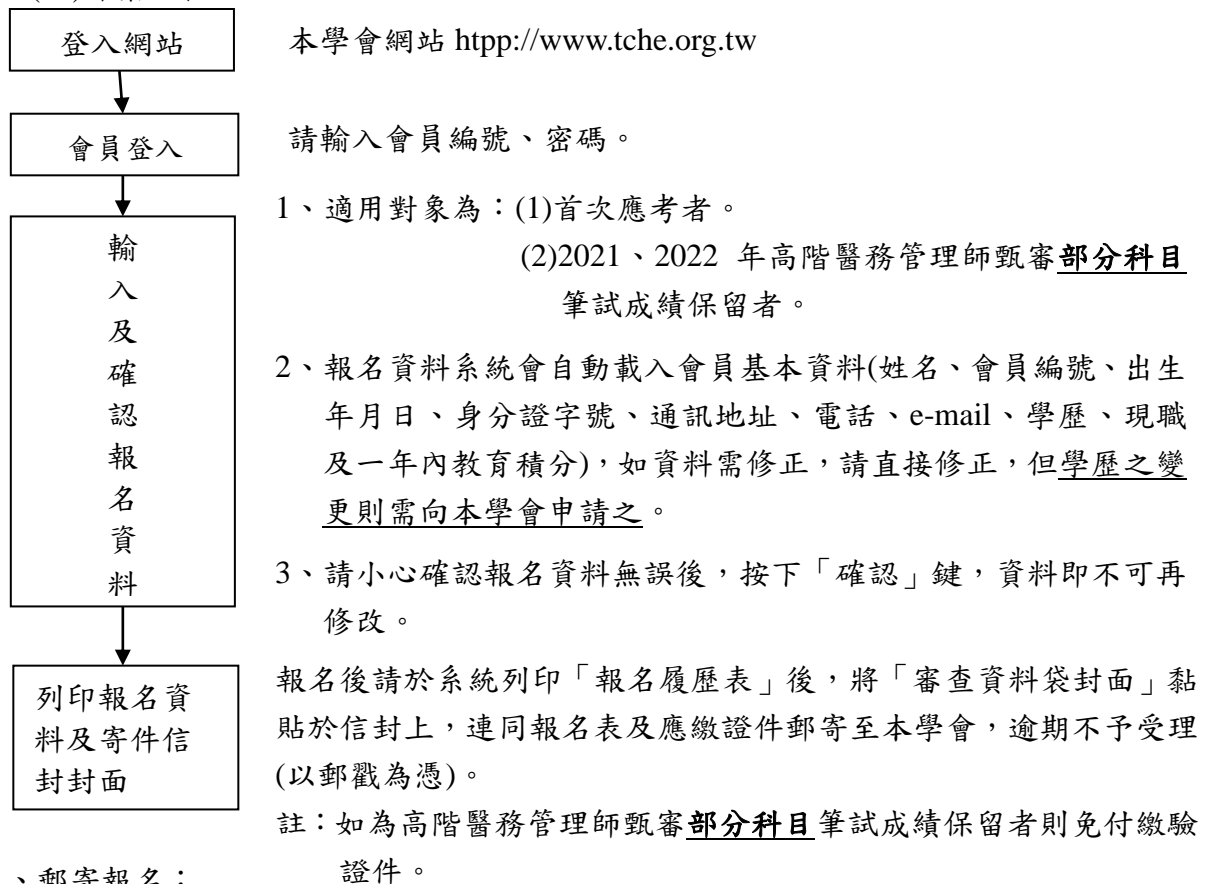 登入網站
本學會網站 htpp://www.tche.org.tw
會員登入
請輸入會員編號、密碼。
輸入及確認報名資料
1、適用對象為：(1)首次應考者。
(2)2021、2022 年高階醫務管理師甄審部分科目
筆試成績保留者。
2、報名資料系統會自動載入會員基本資料(姓名、會員編號、出生
年月日、身分證字號、通訊地址、電話、e-mail、學歷、現職
及一年內教育積分)，如資料需修正，請直接修正，但學歷之變
更則需向本學會申請之。
3、請小心確認報名資料無誤後，按下「確認」鍵，資料即不可再
修改。
列印報名資
料及寄件信
封封面
報名後請於系統列印「報名履歷表」後，將「審查資料袋封面」黏
貼於信封上，連同報名表及應繳證件郵寄至本學會，逾期不予受理
(以郵戳為憑)。
註：如為高階醫務管理師甄審部分科目筆試成績保留者則免付繳驗
證件。
、郵寄報名：